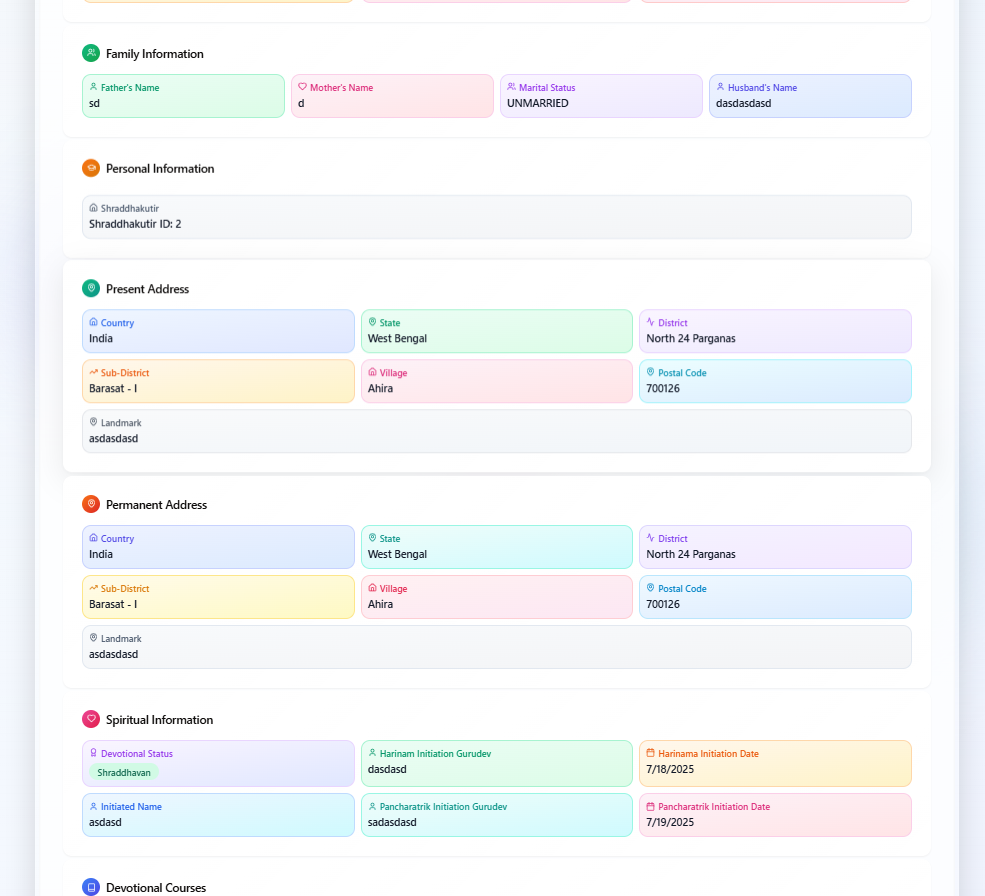 Family Information
Father's Name
sd
Mother's Name
d
Marital Status
UNMARRIED
Husband's Name
dasdasdasd
Personal Information
Shraddhakutir
Shraddhakutir ID: 2
Present Address
Country
India
State
West Bengal
District
North 24 Parganas
Sub-District
Barasat - I
Village
Ahira
Postal Code
700126
Landmark
asdasdasd
Permanent Address
Country
India
State
West Bengal
District
North 24 Parganas
Sub-District
Barasat - I
Village
Ahira
Postal Code
700126
Landmark
asdasdasd
Spiritual Information
Devotional Status
Shraddhavan
Harinam Initiation Gurudev
dasdasd
Harinama Initiation Date
7/18/2025
Initiated Name
asdasd
Pancharatrik Initiation Gurudev
sadasdasd
Pancharatrik Initiation Date
7/19/2025
Devotional Courses